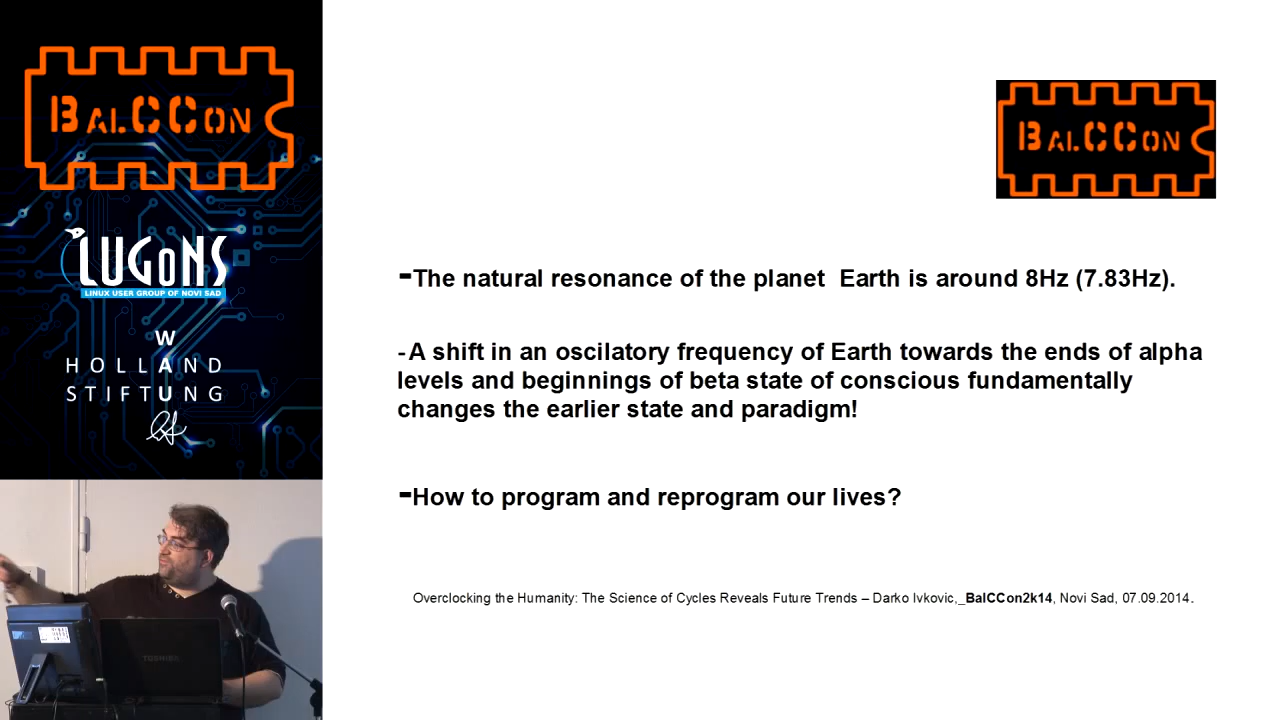 BALCCON
LUGoNS
LINUX USER GROUP OF NOVI SAD
W
HOLLAND
STIFTUNG
TOSHIBA
BALCCON
-The natural resonance of the planet  Earth is around 8Hz (7.83Hz).
-A shift in an oscilatory frequency of Earth towards the ends of alpha
levels and beginnings of beta state of conscious fundamentally
changes the earlier state and paradigm!
-How to program and reprogram our lives?
Overclocking the Humanity: The Science of Cycles Reveals Future Trends – Darko Ivkovic,_BalCCon2k14, Novi Sad, 07.09.2014.